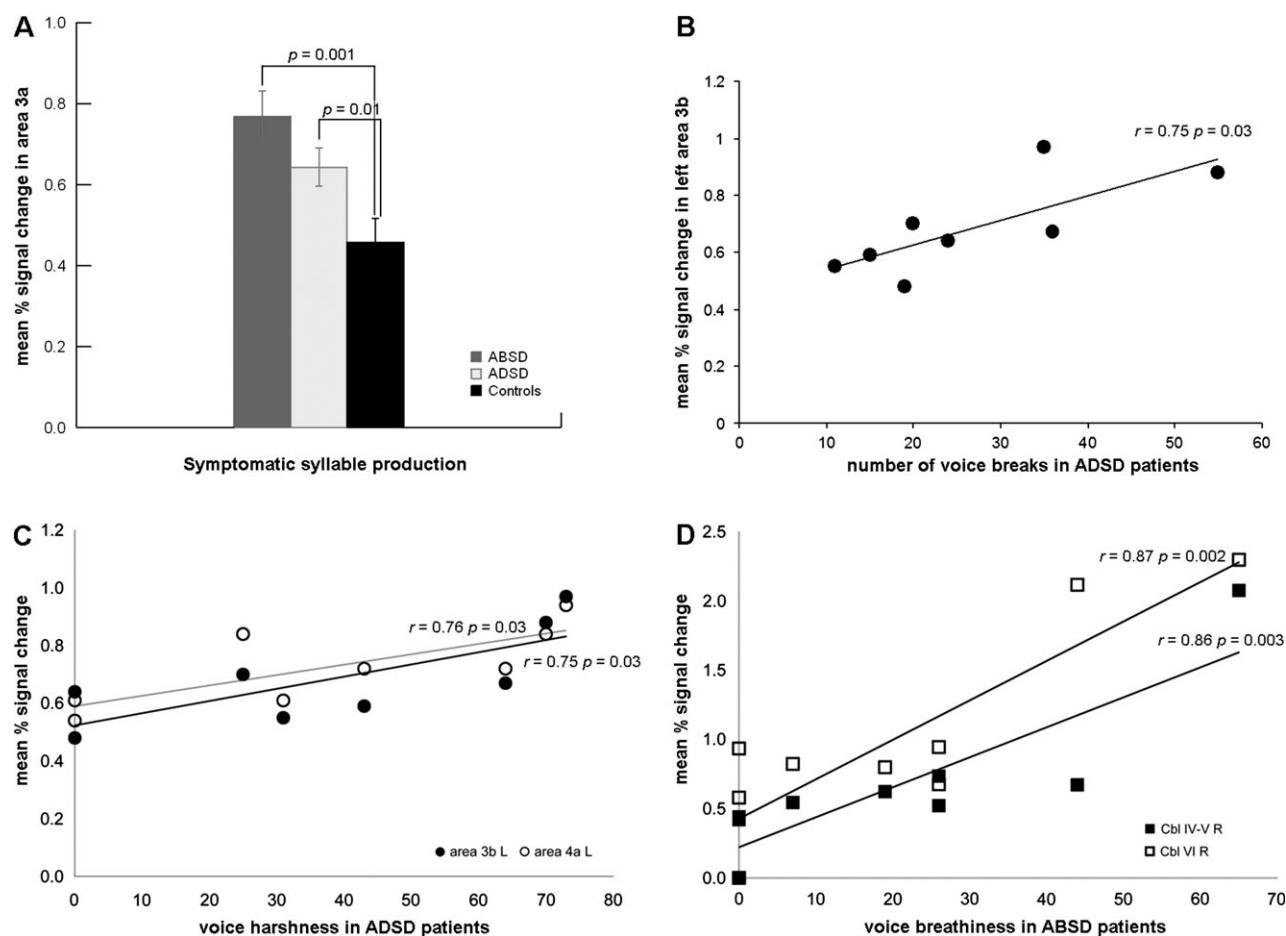 A
mean % signal change in area 3a
1.0
0.8
0.6
0.4
0.2
0.0
p = 0.001
p = 0.01
ABSD
ADSD
Controls
Symptomatic syllable production
B
mean % signal change in left area 3b
1.2
1
0.8
0.6
0.4
0.2
0
r = 0.75 p = 0.03
0 10 20 30 40 50 60
number of voice breaks in ADSD patients
C
mean % signal change
1.2
1.0
0.8
0.6
0.4
0.2
0.0
r = 0.76 p = 0.03
r = 0.75 p = 0.03
area 3b L area 4a L
0 10 20 30 40 50 60 70 80
voice harshness in ADSD patients
D
mean % signal change
2.5
2.0
1.5
1.0
0.5
0.0
r = 0.87 p = 0.002
r = 0.86 p = 0.003
Cbl IV-V R
Cbl VI R
0 10 20 30 40 50 60 70
voice breathiness in ABSD patients